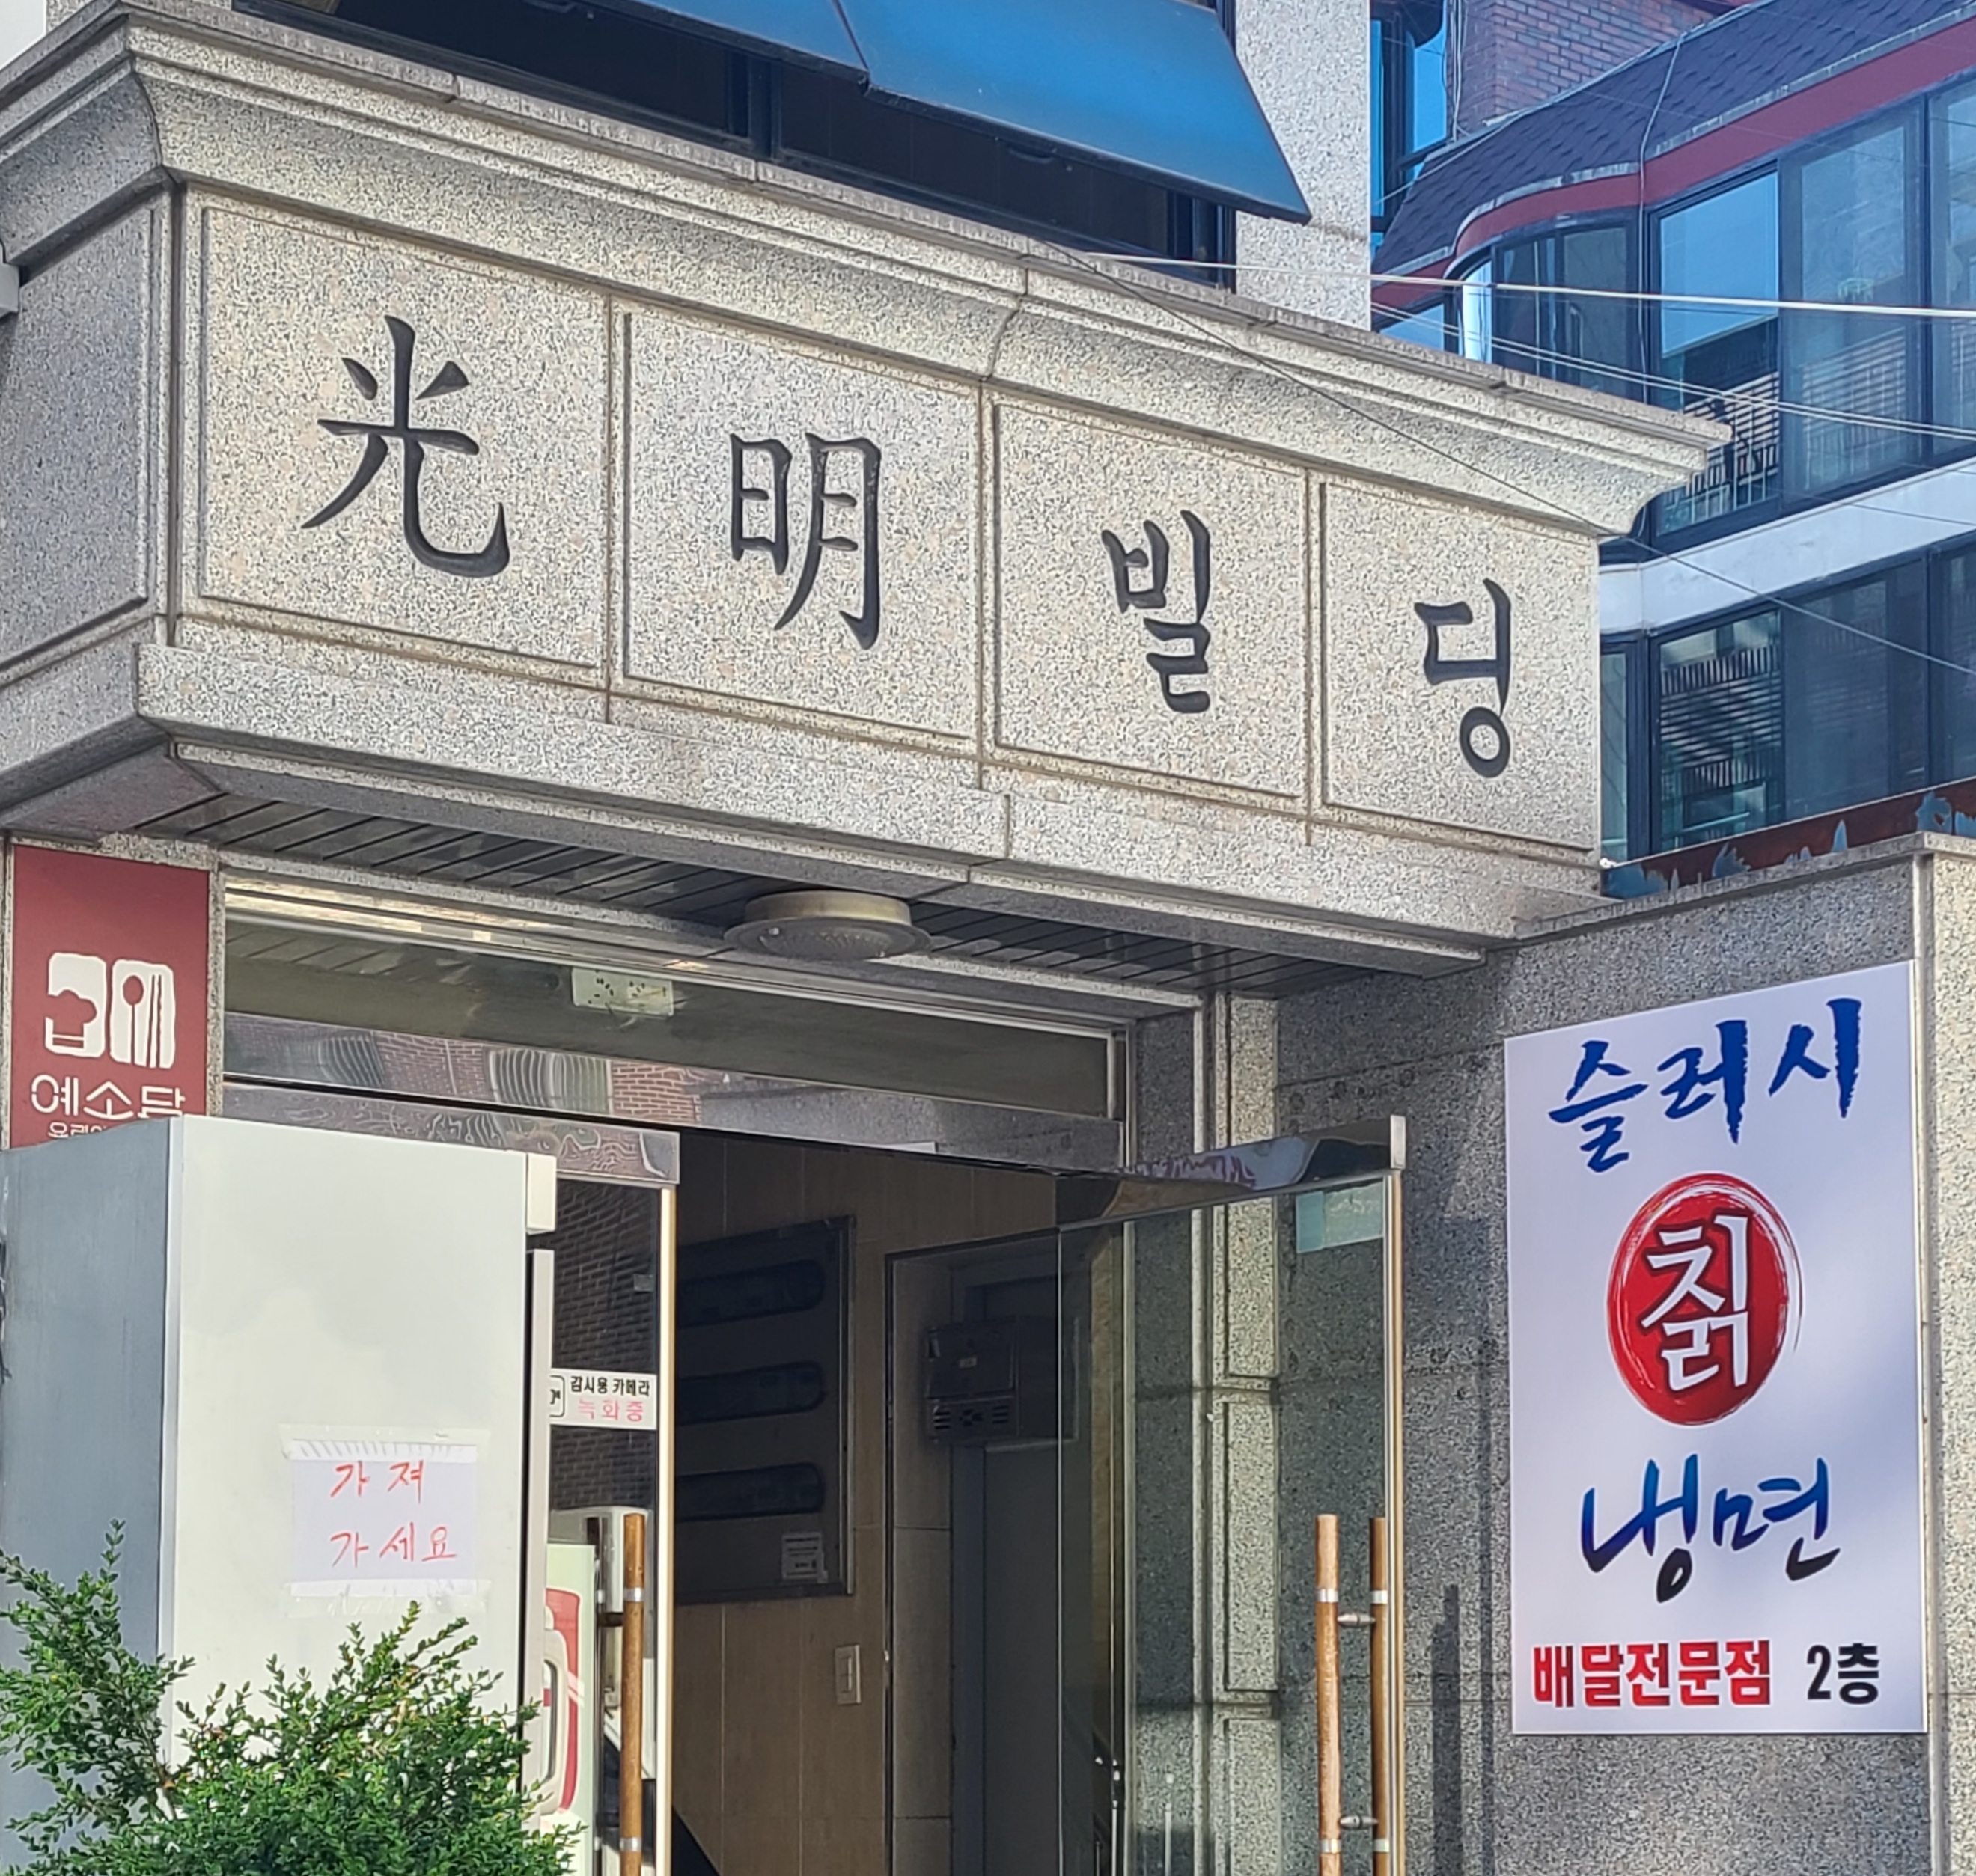 光明빌딩
예소담
슬러시
칡
냉면
배달전문점 2층
감시용 카메라
녹화중
가져
가세요